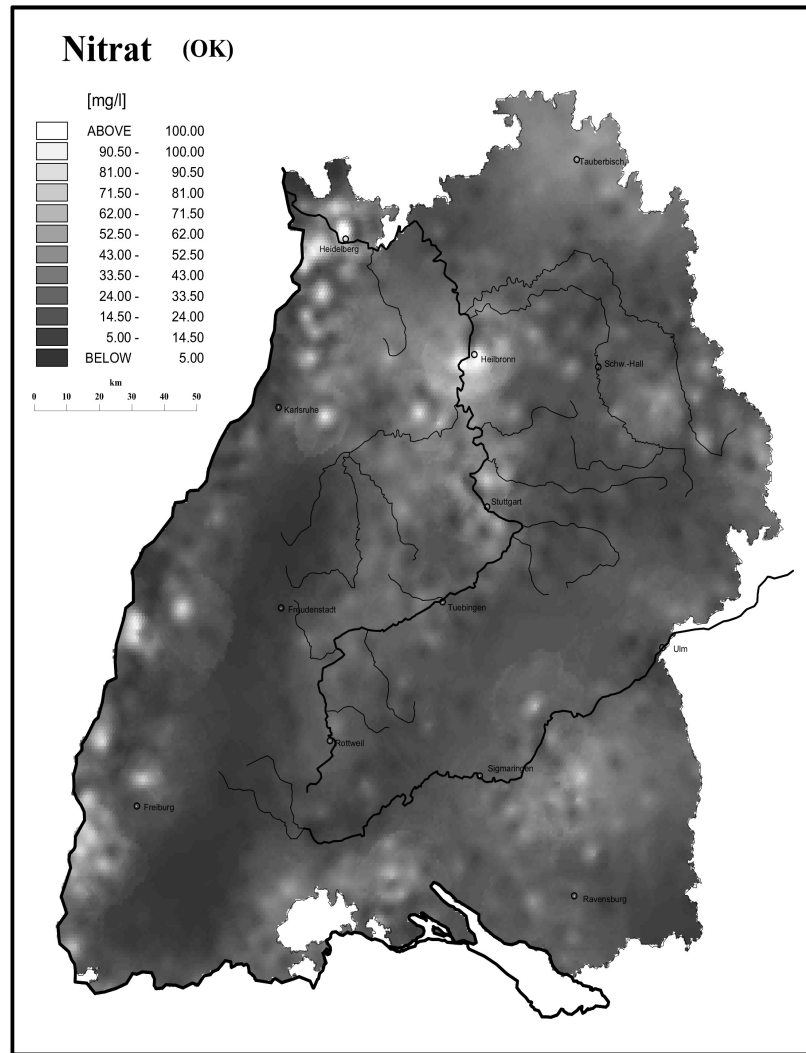 Nitrat (OK)
[mg/l]
ABOVE 100.00
90.50 - 100.00
81.00 - 90.50
71.50 - 81.00
62.00 - 71.50
52.50 - 62.00
43.00 - 52.50
33.50 - 43.00
24.00 - 33.50
14.50 - 24.00
5.00 - 14.50
BELOW 5.00
km
0 10 20 30 40 50
Tauberbisch.
Heidelberg
Heilbronn
Schw.-Hall
Karlsruhe
Stuttgart
Freudenstadt
Tuebingen
Ulm
Rottweil
Sigmaringen
Freiburg
Ravensburg